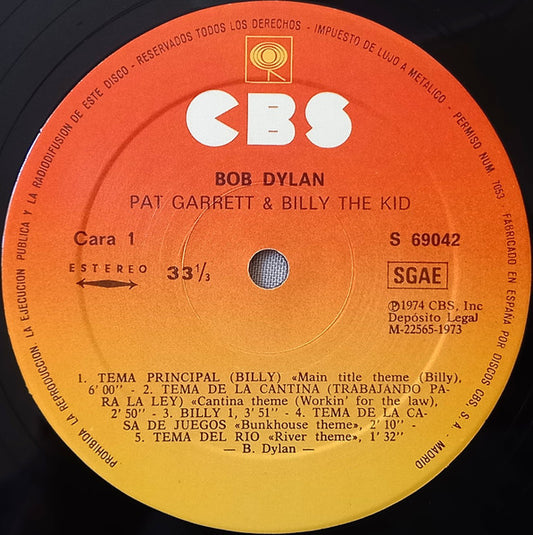 PROHIBIDA LA REPRODUCCION, LA EJECUCION PUBLICA Y LA RADIODIFUSION DE ESTE DISCO - RESERVADOS TODOS LOS DERECHOS - IMPUESTO DE LUJO A METALICO - PERMISO NUM. 7053 - FABRICADO EN ESPAÑA POR DISCOS CBS, S. A. - MADRID
CBS
BOB DYLAN
PAT GARRETT & BILLY THE KID
Cara 1
S 69042
ESTEREO
33 1/3
SGAE
Ⓟ1974 CBS, Inc
Depósito Legal
M-22565-1973
1. TEMA PRINCIPAL (BILLY) «Main title theme (Billy),
6'00" - 2. TEMA DE LA CANTINA (TRABAJANDO PA-
RA LA LEY) «Cantina theme (Workin' for the law),
2'50" - 3. BILLY 1, 3'51" - 4. TEMA DE LA CA-
SA DE JUEGOS «Bunkhouse theme», 2'10" -
5. TEMA DEL RIO «River theme», 1'32"
— B. Dylan —